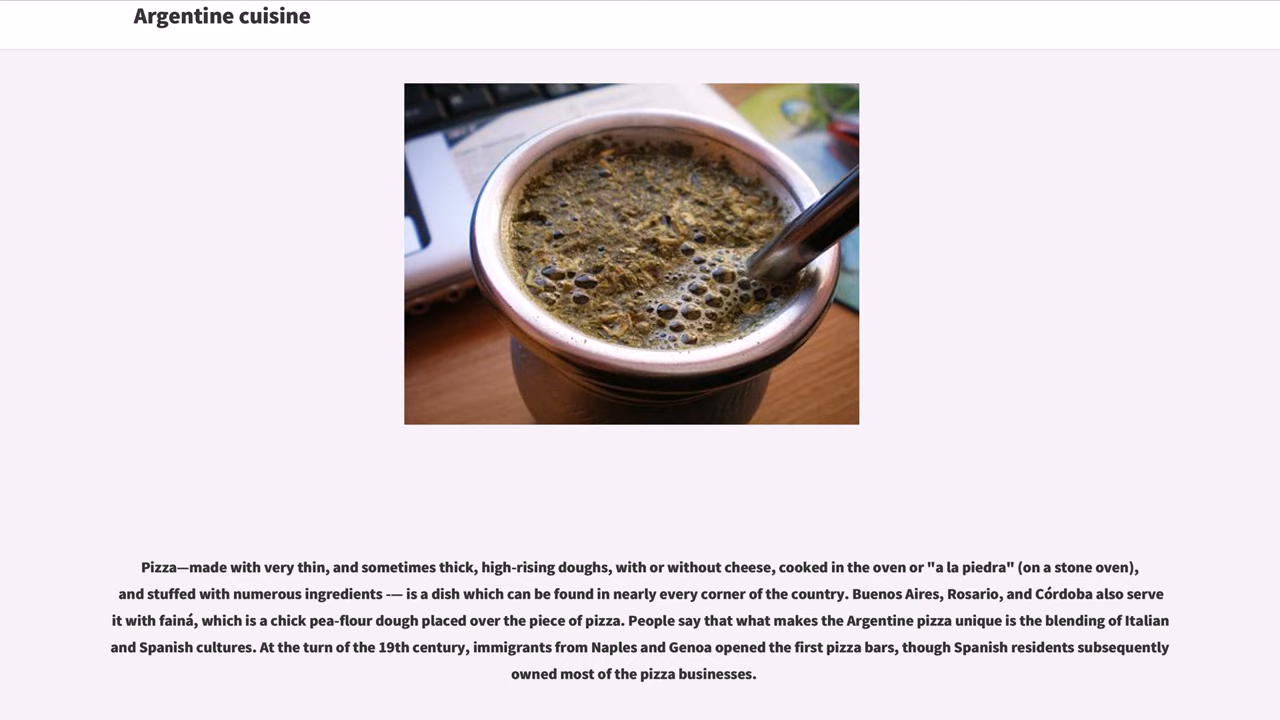 Argentine cuisine
Pizza—made with very thin, and sometimes thick, high-rising doughs, with or without cheese, cooked in the oven or "a la piedra" (on a stone oven),
and stuffed with numerous ingredients -— is a dish which can be found in nearly every corner of the country. Buenos Aires, Rosario, and Córdoba also serve
it with fainá, which is a chick pea-flour dough placed over the piece of pizza. People say that what makes the Argentine pizza unique is the blending of Italian
and Spanish cultures. At the turn of the 19th century, immigrants from Naples and Genoa opened the first pizza bars, though Spanish residents subsequently
owned most of the pizza businesses.